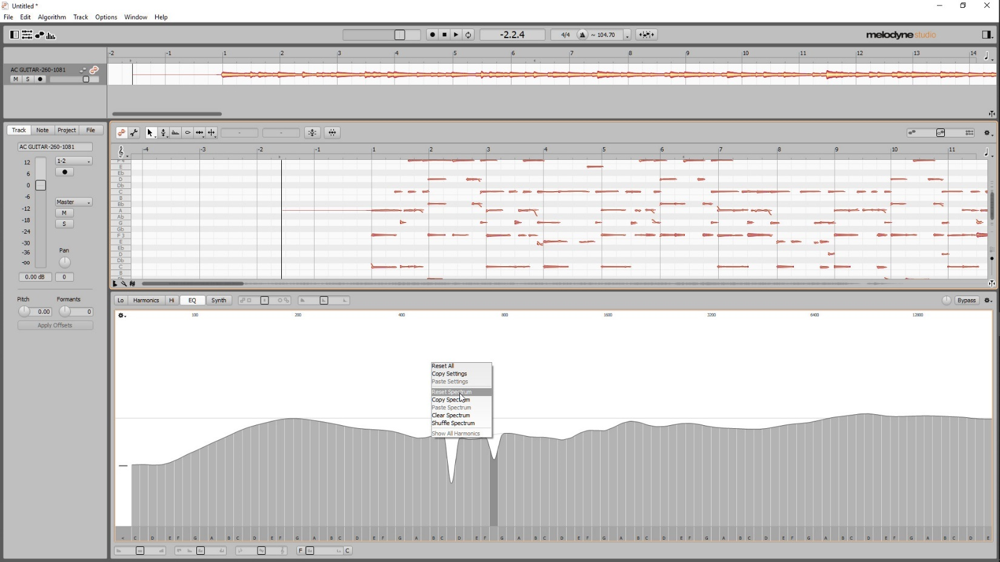 Untitled *
File Edit Algorithm Track Options Window Help
-2.2.4 4/4 ~ 104.70 melodyne studio
-2 -1 1 2 3 4 5 6 7 8 9 10 11 12 13 14
AC GUITAR-260-1081
M S
Track Note Project File
AC GUITAR-260-1081
1-2
12
6
0
-6
-12
-18
-24
-30
-36
-oo
Master
M
S
Pan
0.00 dB 0
Pitch Formants
0.00 0
Apply Offsets
- -
-4 -3 -2 -1 1 2 3 4 5 6 7 8 9 10 11
F 4
E
Eb
D
Db
C
B
Bb
A
Ab
G
Gb
F 3
E
Eb
D
Db
C
B
Lo Harmonics Hi EQ Synth Bypass
100 200 400 800 1600 3200 6400 12800
Reset All
Copy Settings
Paste Settings
Reset Spectrum
Copy Spectrum
Paste Spectrum
Clear Spectrum
Shuffle Spectrum
Show All Harmonics
< C D E F G A B C D E F G A B C D E F G A B C D E F G A B C D E F G A B C D E F G A B C D E F G A B C D E F G A B C D E
F C